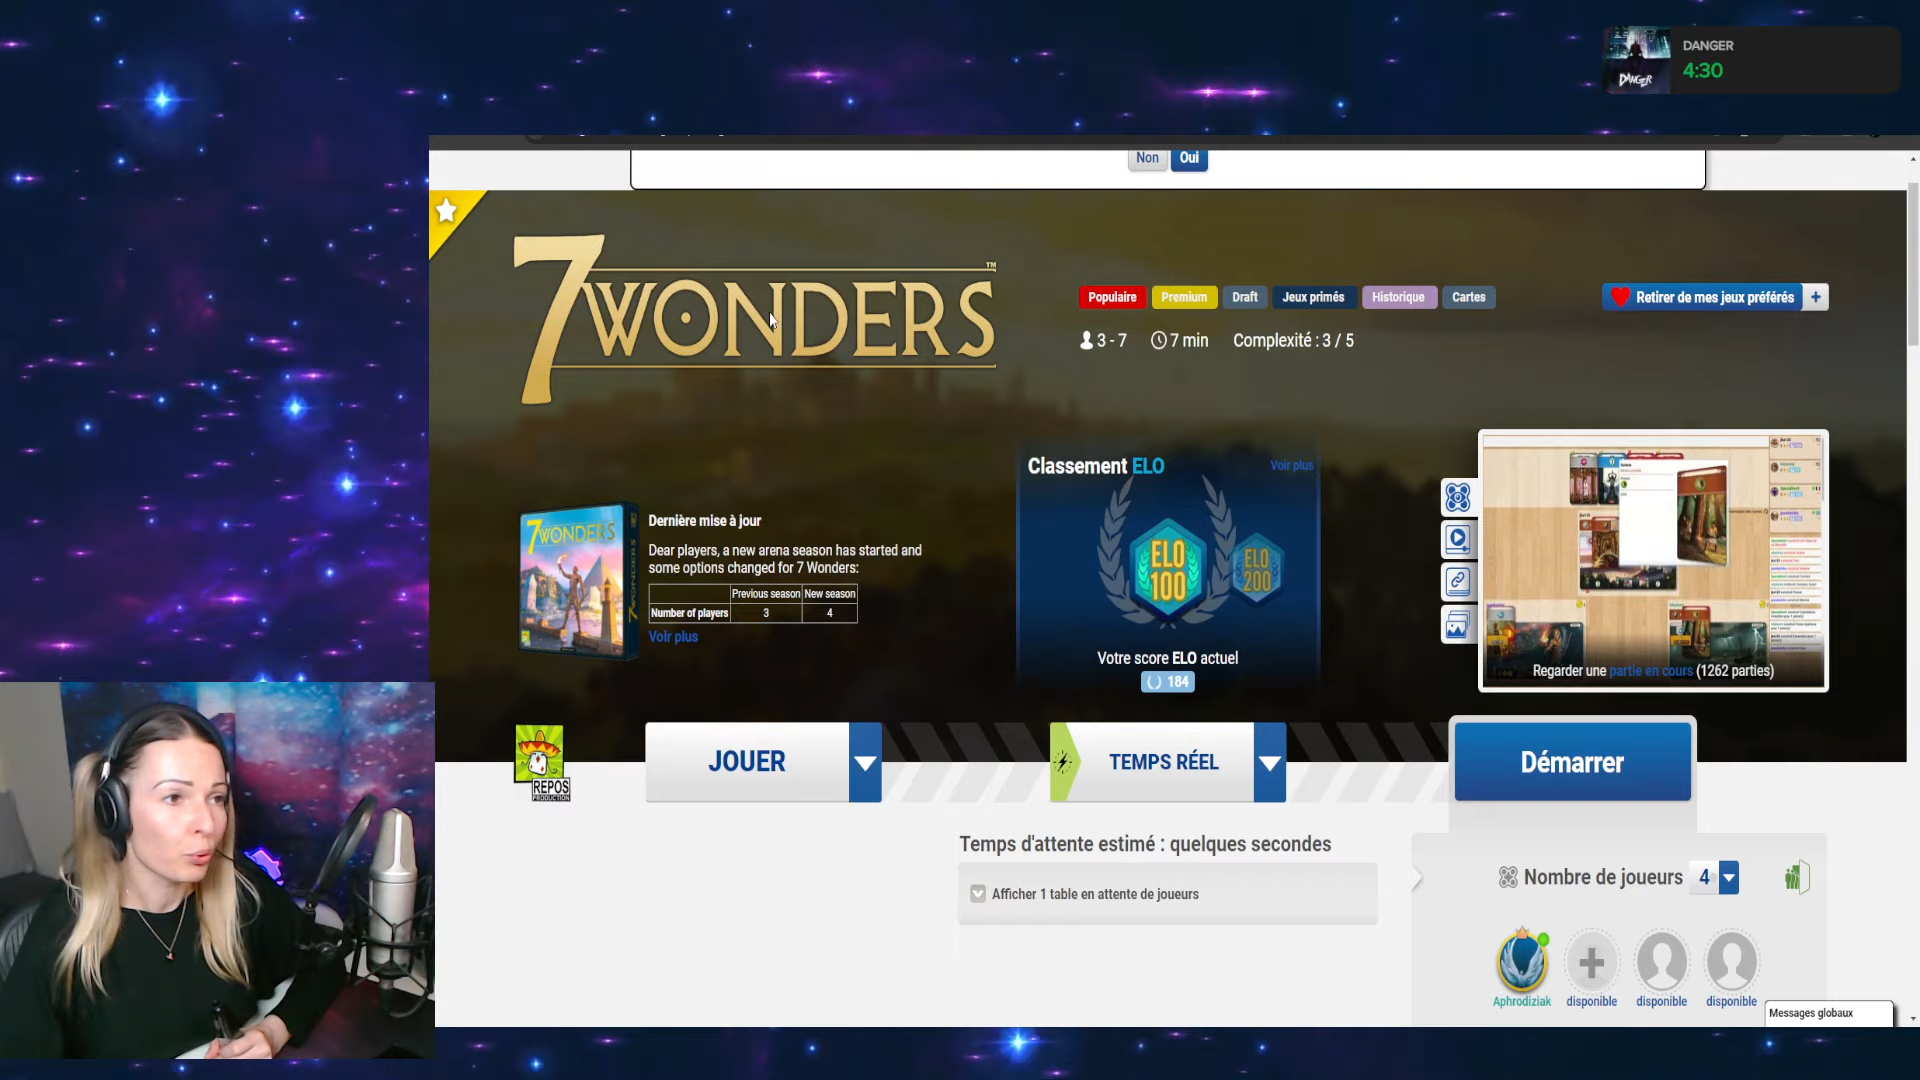 DANGER
4:30
DANGER
Non
Oui
7 WONDERS™
Populaire
Premium
Draft
Jeux primés
Historique
Cartes
Retirer de mes jeux préférés
+
3 - 7
7 min
Complexité : 3 / 5
7 WONDERS
7 WONDERS
Dernière mise à jour
Dear players, a new arena season has started and
some options changed for 7 Wonders:
Previous season New season
Number of players 3 4
Voir plus
Classement ELO
Voir plus
ELO
100
ELO
200
Votre score ELO actuel
184
Regarder une partie en cours (1262 parties)
REPOS
PRODUCTION
JOUER
TEMPS RÉEL
Démarrer
Temps d'attente estimé : quelques secondes
Afficher 1 table en attente de joueurs
Nombre de joueurs 4
Aphrodiziak
disponible
disponible
disponible
Messages globaux